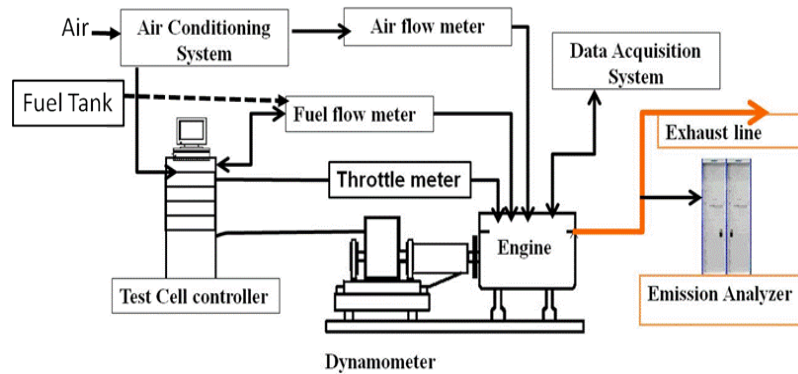 Air
Air Conditioning
System
Air flow meter
Data Acquisition
System
Fuel Tank
Fuel flow meter
Exhaust line
Throttle meter
Engine
Test Cell controller
Emission Analyzer
Dynamometer